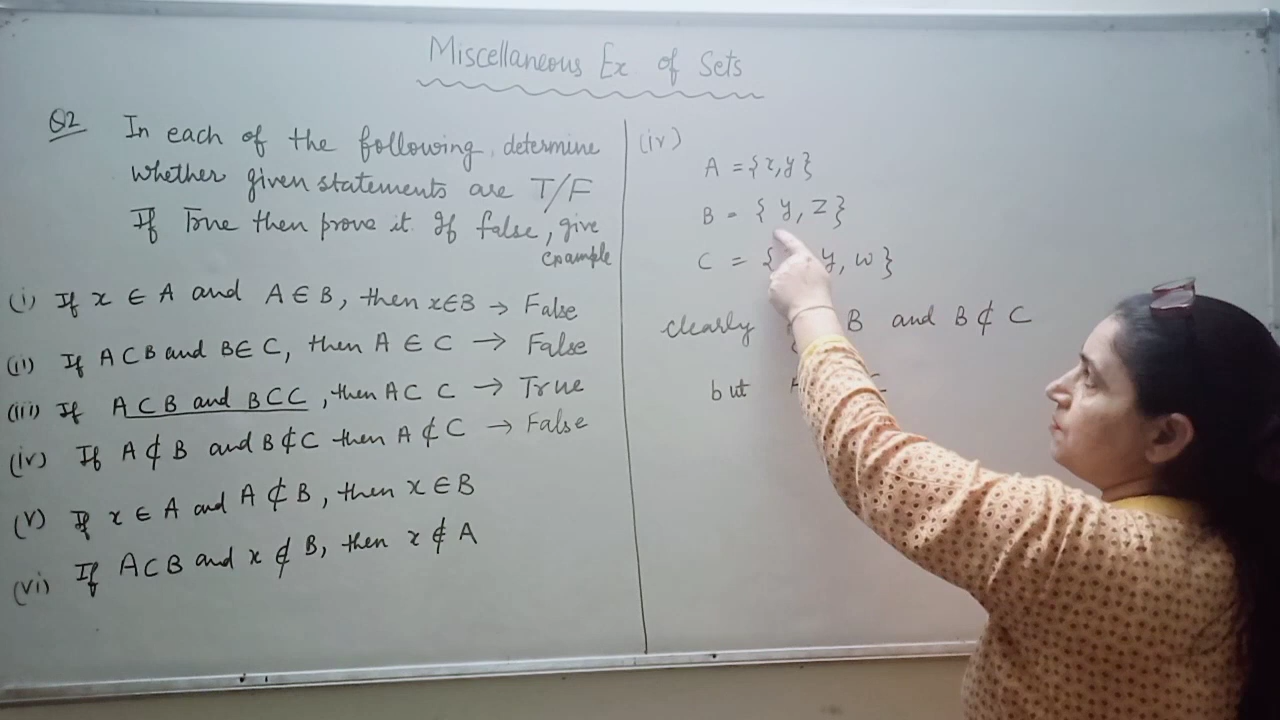 Miscellaneous Ex of Sets
Q2 In each of the following, determine
whether given statements are T/F
If True then prove it If false, give
example
(i) If x ∈ A and A ∈ B, then x ∈ B → False
(ii) If A ⊂ B and B ∈ C, then A ∈ C → False
(iii) If A ⊂ B and B ⊂ C, then A ⊂ C → True
(iv) If A ⊄ B and B ⊄ C then A ⊄ C → False
(v) If x ∈ A and A ⊄ B, then x ∈ B
(vi) If A ⊂ B and x ∉ B, then x ∉ A
(iv)
A = {x, y}
B = { y, z}
C = { y, w }
clearly B and B ⊄ C
but